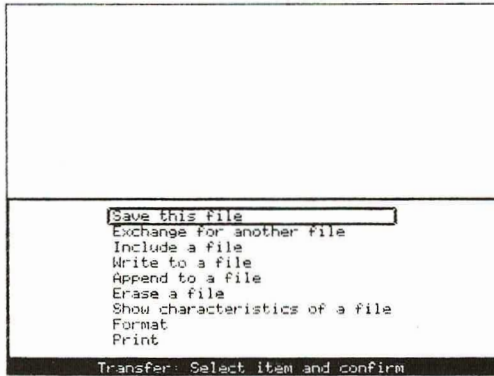 Save this file
Exchange for another file
Include a file
Write to a file
Append to a file
Erase a file
Show characteristics of a file
Format
Print
Transfer: Select item and confirm